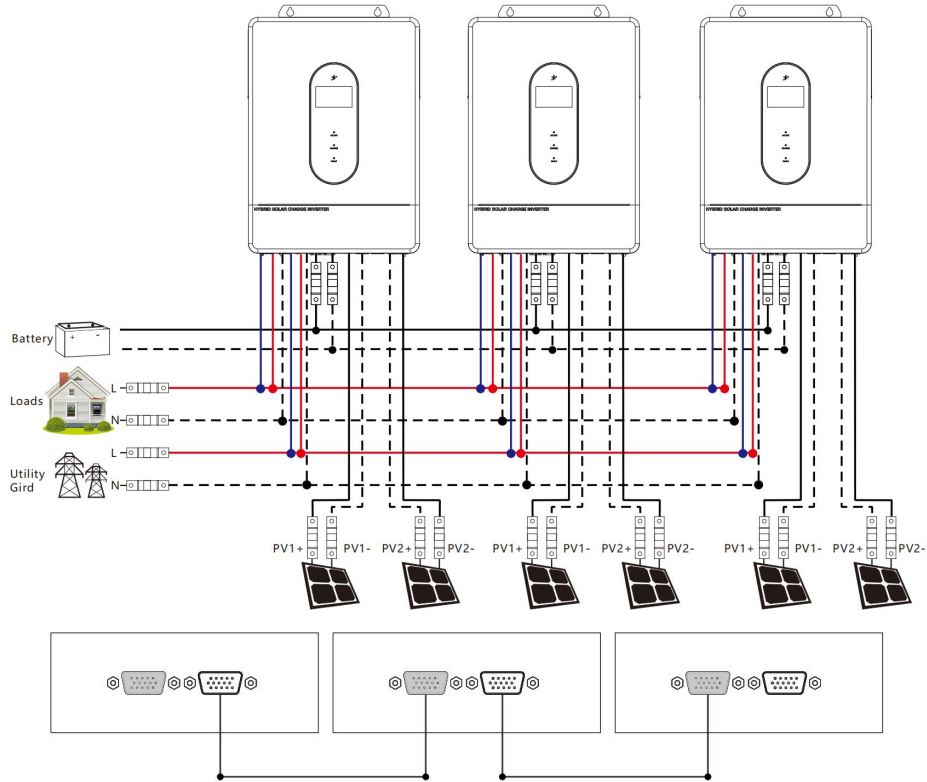 HYBRID SOLAR CHARGE INVERTER
HYBRID SOLAR CHARGE INVERTER
HYBRID SOLAR CHARGE INVERTER
Battery
+ -
Loads
L
N
Utility
Gird
L
N
PV1+ PV1- PV2+ PV2- PV1+ PV1- PV2+ PV2- PV1+ PV1- PV2+ PV2-